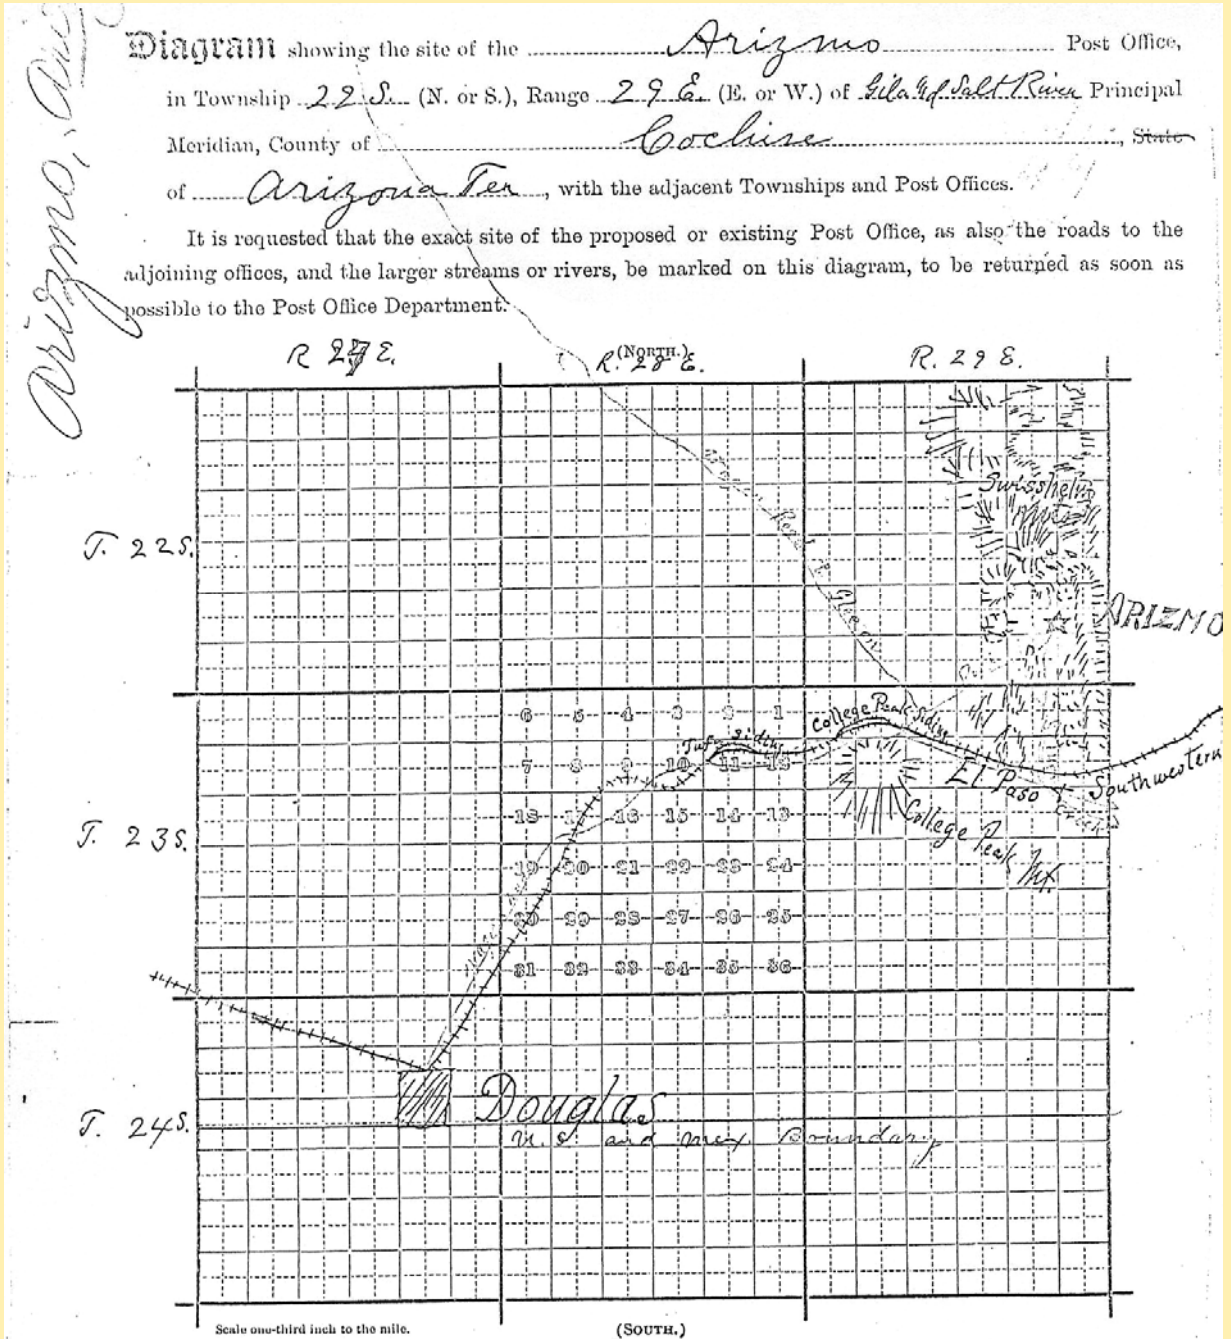 Arizmo,
Diagram showing the site of the Arizmo Post Office,
in Township 22 S. (N. or S.), Range 29 E. (E. or W.) of Gila & Salt River Principal
Meridian, County of Cochise, State
of Arizona Ter, with the adjacent Townships and Post Offices.
It is requested that the exact site of the proposed or existing Post Office, as also the roads to the
adjoining offices, and the larger streams or rivers, be marked on this diagram, to be returned as soon as
possible to the Post Office Department.
(NORTH.)
R 27 E. R. 28 E. R. 29 E.
Swisshelm
T. 22 S.
Road to Gleeson
ARIZMO
6 5 4 3 2 1
College Peak Siding
Siding
7 8 9 10 11 12
El Paso Southwestern
18 17 16 15 14 13
Creek
College Peak Mt.
T. 23 S.
19 20 21 22 23 24
30 29 28 27 26 25
31 32 33 34 35 36
Douglas
T. 24 S.
U. S. and Mex Boundary
Scale one-third inch to the mile.
(SOUTH.)